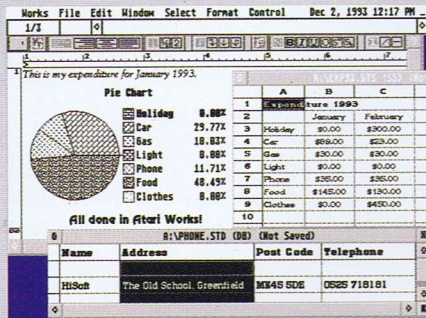 Works File Edit Window Select Format Control Dec 2, 1993 12:17 PM
1/3
This is my expenditure for January 1993.
Pie Chart
Holiday 0.00%
Car 29.77%
Gas 10.03%
Light 0.00%
Phone 11.71%
Food 48.49%
Clothes 0.00%
All done in Atari Works!
A B C
1 Expenditure 1993
2 January February
3 Holiday $0.00 $300.00
4 Car $89.00 $23.00
5 Gas $30.00 $30.00
6 Light $0.00 $0.00
7 Phone $35.00 $35.00
8 Food $145.00 $130.00
9 Clothes $0.00 $450.00
10
A:\PHONE.STD (DB) (Not Saved)
Name Address Post Code Telephone
HiSoft The Old School, Greenfield MK45 5DE 0525 718181